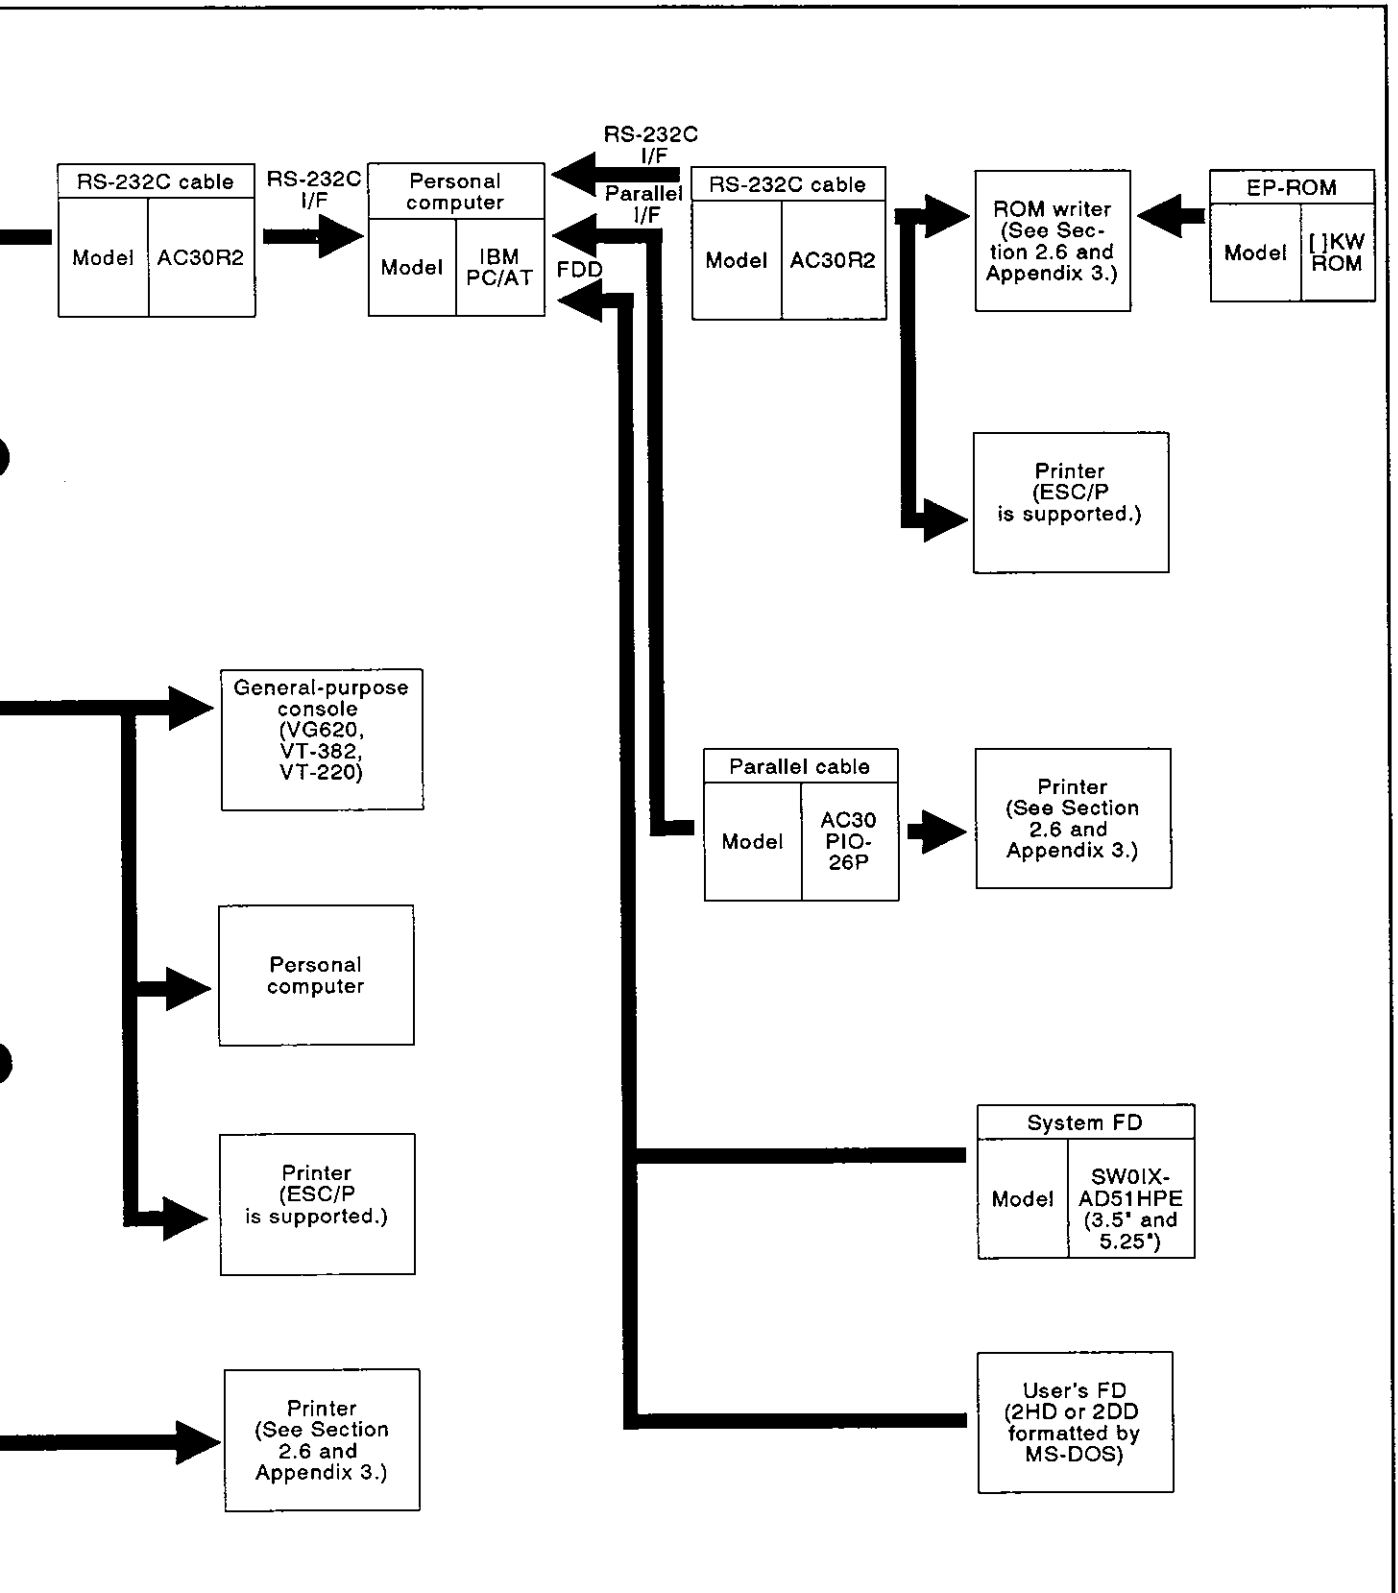 RS-232C cable
Model
AC30R2
RS-232C
I/F
Personal
computer
Model
IBM
PC/AT
RS-232C
I/F
Parallel
I/F
FDD
RS-232C cable
Model
AC30R2
ROM writer
(See Sec-
tion 2.6 and
Appendix 3.)
EP-ROM
Model
[ ]KW
ROM
Printer
(ESC/P
is supported.)
General-purpose
console
(VG620,
VT-382,
VT-220)
Parallel cable
Model
AC30
PIO-
26P
Printer
(See Section
2.6 and
Appendix 3.)
Personal
computer
System FD
Model
SW0IX-
AD51HPE
(3.5" and
5.25")
Printer
(ESC/P
is supported.)
User's FD
(2HD or 2DD
formatted by
MS-DOS)
Printer
(See Section
2.6 and
Appendix 3.)